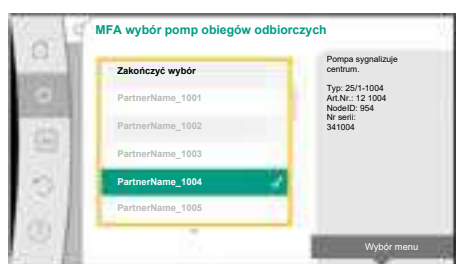 MFA wybór pomp obiegów odbiorczych
Zakończyć wybór
PartnerName_1001
PartnerName_1002
PartnerName_1003
PartnerName_1004
PartnerName_1005
Pompa sygnalizuje
centrum.
Typ: 25/1-1004
Art.Nr.: 12 1004
NodeID: 954
Nr serii:
341004
Wybór menu